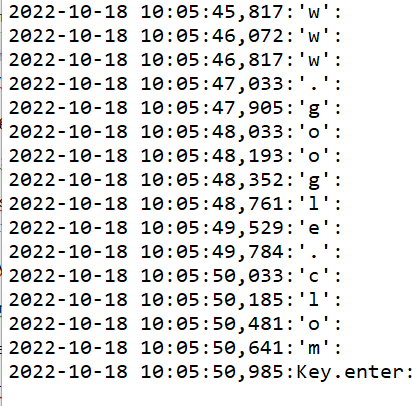 2022-10-18 10:05:45,817:'w':
2022-10-18 10:05:46,072:'w':
2022-10-18 10:05:46,817:'w':
2022-10-18 10:05:47,033:'.':
2022-10-18 10:05:47,905:'g':
2022-10-18 10:05:48,033:'o':
2022-10-18 10:05:48,193:'o':
2022-10-18 10:05:48,352:'g':
2022-10-18 10:05:48,761:'l':
2022-10-18 10:05:49,529:'e':
2022-10-18 10:05:49,784:'.':
2022-10-18 10:05:50,033:'c':
2022-10-18 10:05:50,185:'l':
2022-10-18 10:05:50,481:'o':
2022-10-18 10:05:50,641:'m':
2022-10-18 10:05:50,985:Key.enter: